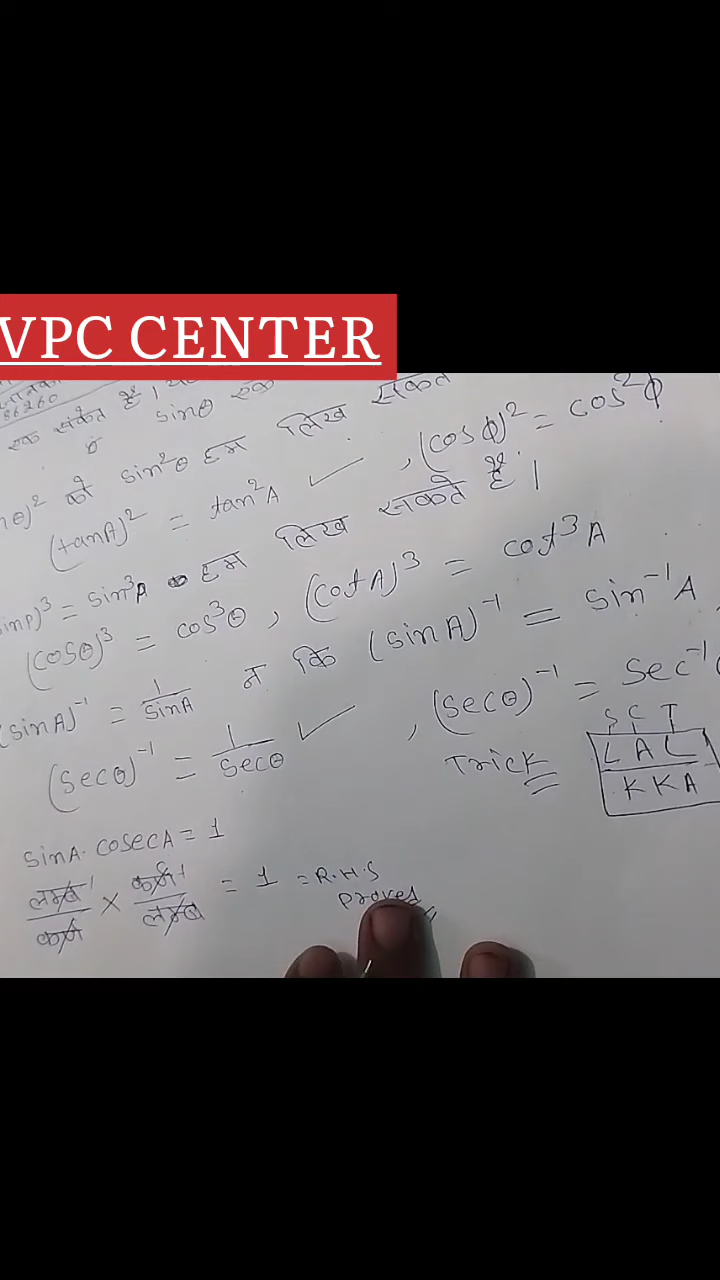 VPC CENTER
86260
एक संकेत है।
sinθ एक
θ)² को sin²θ हम लिख सकते
(tanA)² = tan²A ✓, (cos ϕ)² = cos²ϕ
sinP)³ = sin³A हम लिख सकते हैं।
(cosθ)³ = cos³θ, (cotA)³ = cot³A
(sinA)⁻¹ = 1/sinA न कि (sinA)⁻¹ = sin⁻¹A
(secθ)⁻¹ = 1/secθ ✓, (secθ)⁻¹ = sec⁻¹
Trick
S C T
L A L
K K A
sinA. cosecA = 1
लम्ब/कर्ण × कर्ण/लम्ब = 1 = R.H.S
Proved